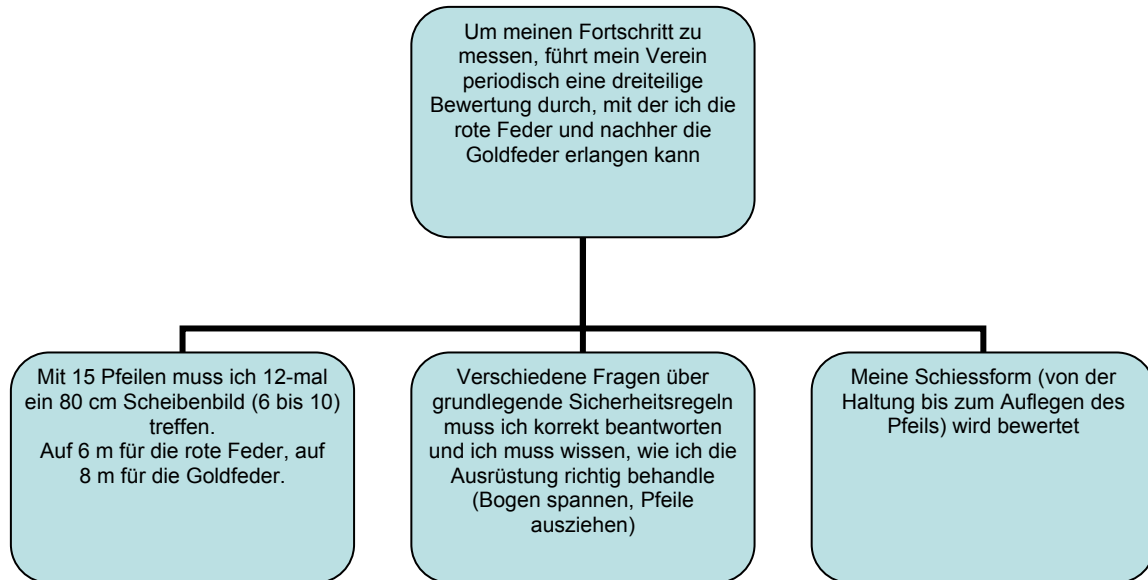 Um meinen Fortschritt zu
messen, führt mein Verein
periodisch eine dreiteilige
Bewertung durch, mit der ich die
rote Feder und nachher die
Goldfeder erlangen kann
Mit 15 Pfeilen muss ich 12-mal
ein 80 cm Scheibenbild (6 bis 10)
treffen.
Auf 6 m für die rote Feder, auf
8 m für die Goldfeder.
Verschiedene Fragen über
grundlegende Sicherheitsregeln
muss ich korrekt beantworten
und ich muss wissen, wie ich die
Ausrüstung richtig behandle
(Bogen spannen, Pfeile
ausziehen)
Meine Schiessform (von der
Haltung bis zum Auflegen des
Pfeils) wird bewertet